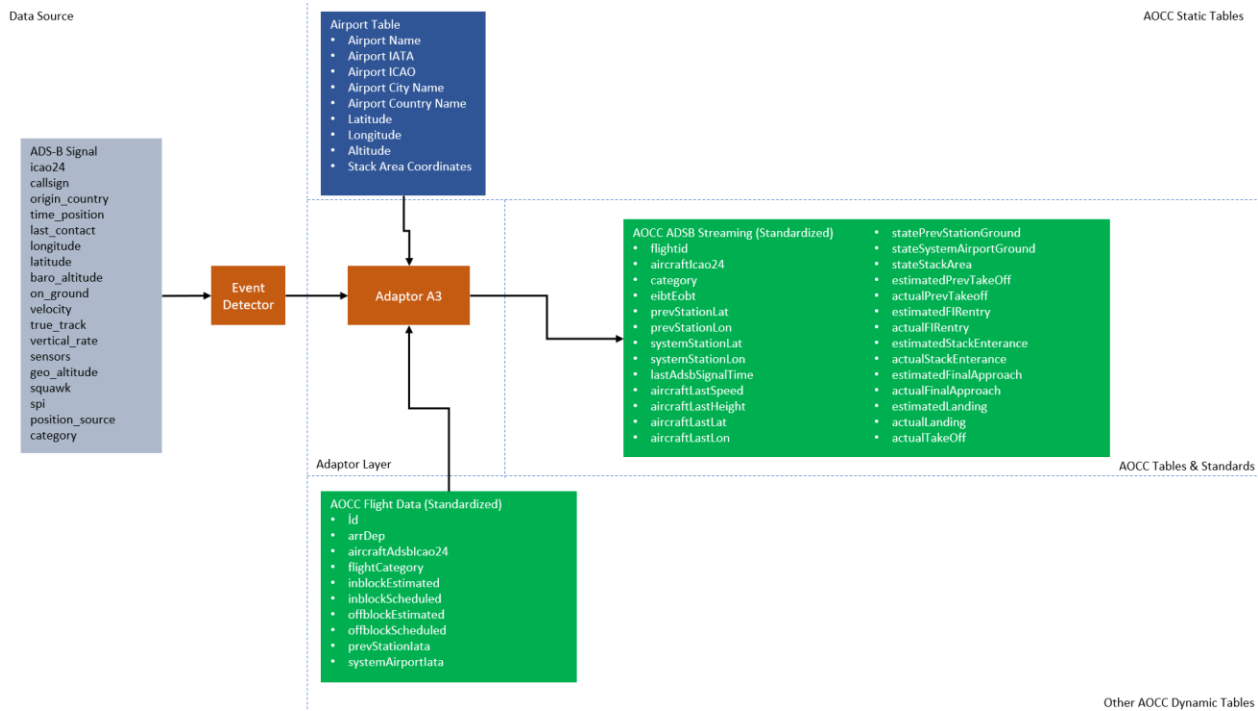 Data Source
AOCC Static Tables
Airport Table
• Airport Name
• Airport IATA
• Airport ICAO
• Airport City Name
• Airport Country Name
• Latitude
• Longitude
• Altitude
• Stack Area Coordinates
ADS-B Signal
icao24
callsign
origin_country
time_position
last_contact
longitude
latitude
baro_altitude
on_ground
velocity
true_track
vertical_rate
sensors
geo_altitude
squawk
spi
position_source
category
Event
Detector
Adaptor A3
AOCC ADSB Streaming (Standardized)
• flightid
• aircraftIcao24
• category
• eibtEobt
• prevStationLat
• prevStationLon
• systemStationLat
• systemStationLon
• lastAdsbSignalTime
• aircraftLastSpeed
• aircraftLastHeight
• aircraftLastLat
• aircraftLastLon
• statePrevStationGround
• stateSystemAirportGround
• stateStackArea
• estimatedPrevTakeOff
• actualPrevTakeoff
• estimatedFIRentry
• actualFIRentry
• estimatedStackEnterance
• actualStackEnterance
• estimatedFinalApproach
• actualFinalApproach
• estimatedLanding
• actualLanding
• actualTakeOff
Adaptor Layer
AOCC Tables & Standards
AOCC Flight Data (Standardized)
• İd
• arrDep
• aircraftAdsbIcao24
• flightCategory
• inblockEstimated
• inblockScheduled
• offblockEstimated
• offblockScheduled
• prevStationIata
• systemAirportIata
Other AOCC Dynamic Tables